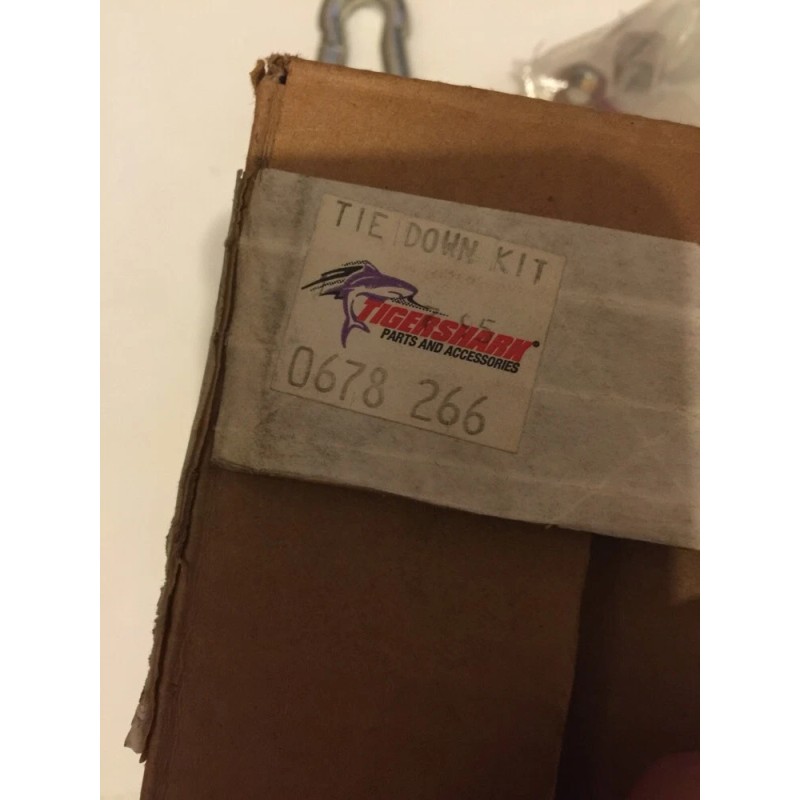 TIE DOWN KIT
TIGERSHARK®
PARTS AND ACCESSORIES
0678 266